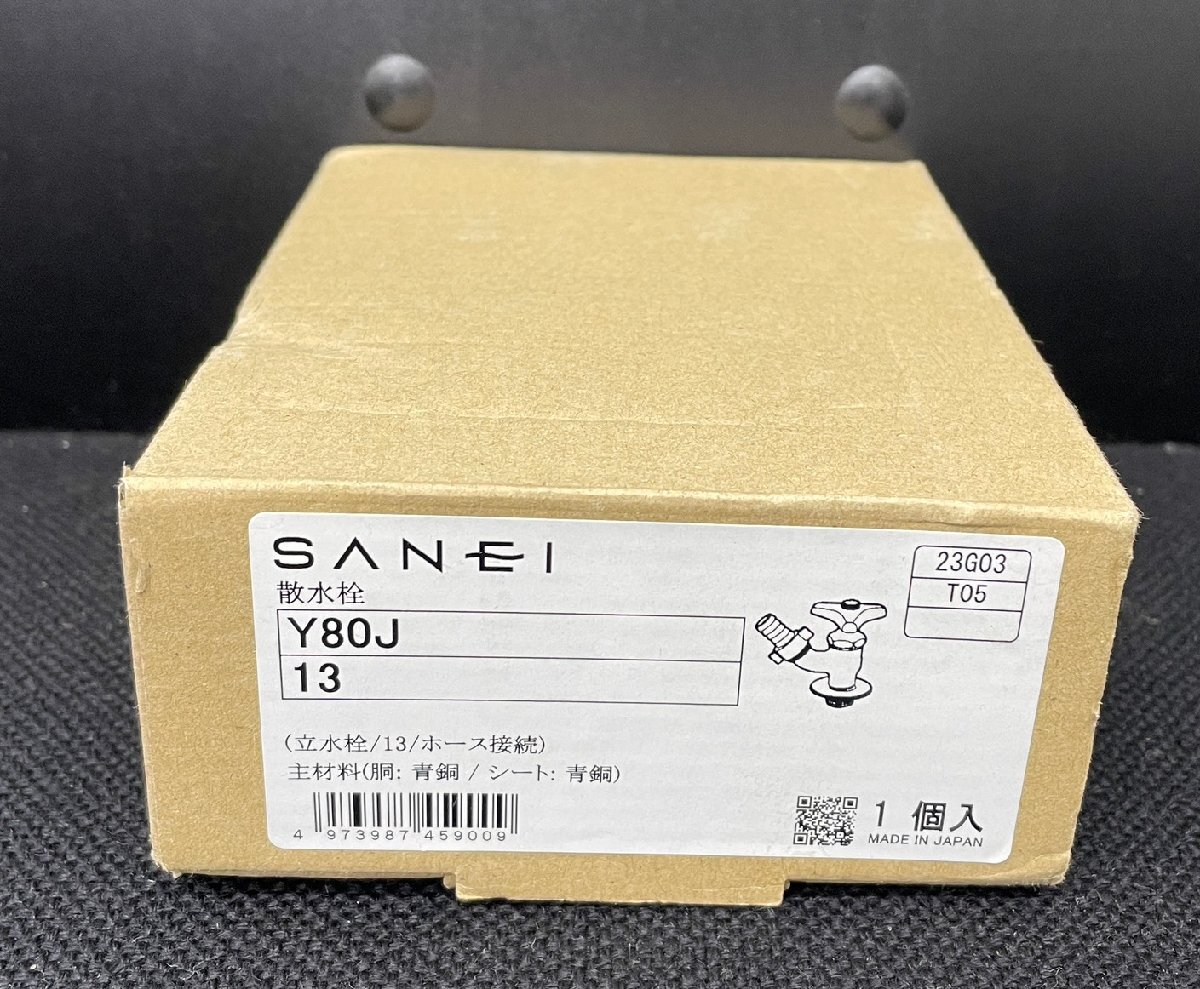 SANEI
散水栓
Y80J
13
23G03
T05
(立水栓/13/ホース接続)
主材料(胴: 青銅 / シート: 青銅)
4 973987 459009
1 個入
MADE IN JAPAN